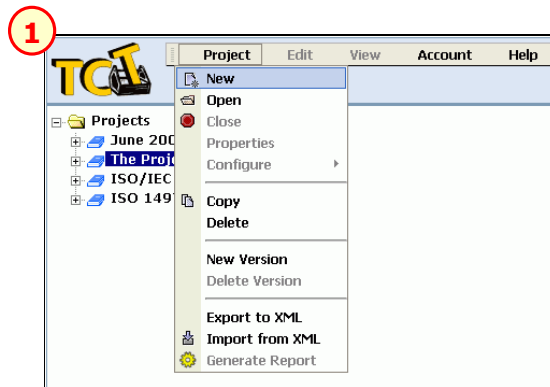 1
TCT
Project Edit View Account Help
New
Open
Close
Properties
Configure
Copy
Delete
New Version
Delete Version
Export to XML
Import from XML
Generate Report
Projects
June 200
The Proje
ISO/IEC
ISO 149